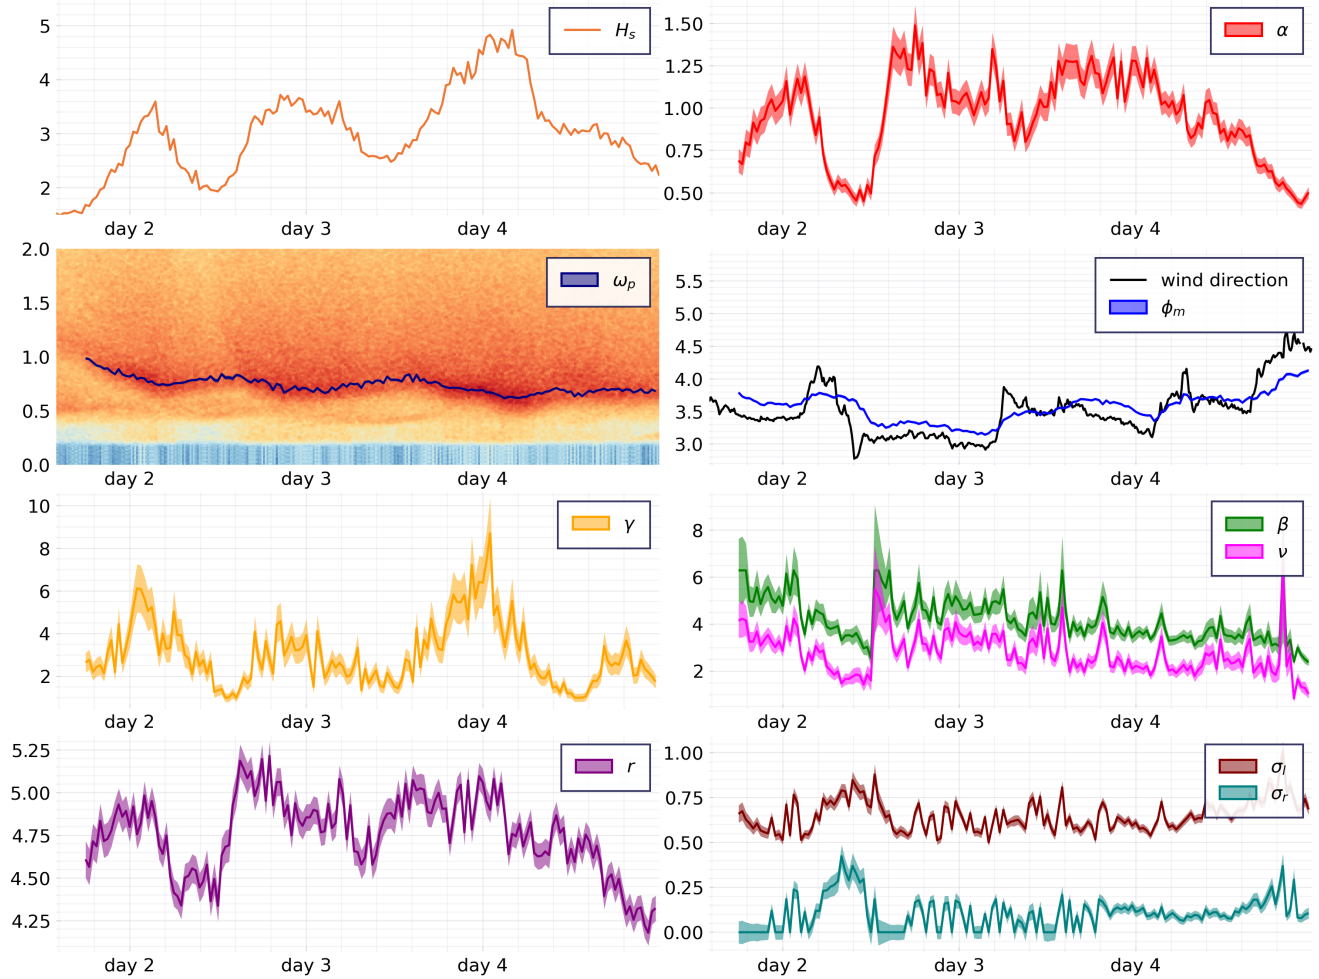 5
4
3
2
H_s
day 2 day 3 day 4
1.50
1.25
1.00
0.75
0.50
α
day 2 day 3 day 4
2.0
1.5
1.0
0.5
0.0
ω_p
day 2 day 3 day 4
5.5
5.0
4.5
4.0
3.5
3.0
wind direction
ϕ_m
day 2 day 3 day 4
10
8
6
4
2
γ
day 2 day 3 day 4
8
6
4
2
β
ν
day 2 day 3 day 4
5.25
5.00
4.75
4.50
4.25
r
day 2 day 3 day 4
1.00
0.75
0.50
0.25
0.00
σ_l
σ_r
day 2 day 3 day 4